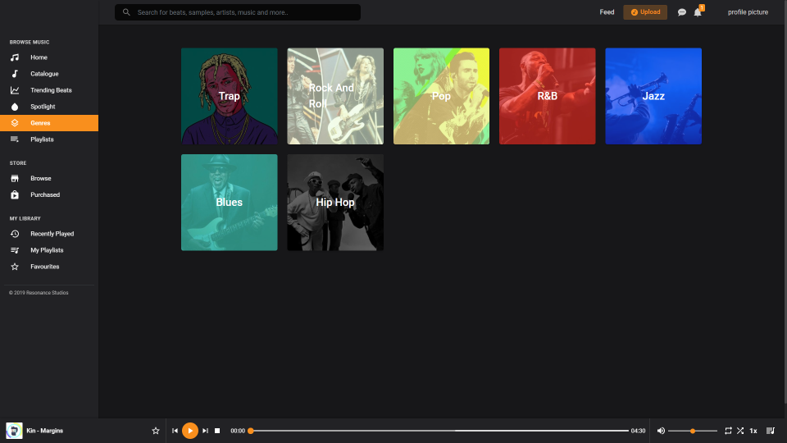 Search for beats, samples, artists, music and more..
Feed
Upload
1
profile picture
BROWSE MUSIC
Home
Catalogue
Trending Beats
Spotlight
Genres
Playlists
STORE
Browse
Purchased
MY LIBRARY
Recently Played
My Playlists
Favourites
© 2019 Resonance Studios
Trap
Rock And
Roll
Pop
R&B
Jazz
Blues
Hip Hop
Kin - Margins
00:00
04:30
1x